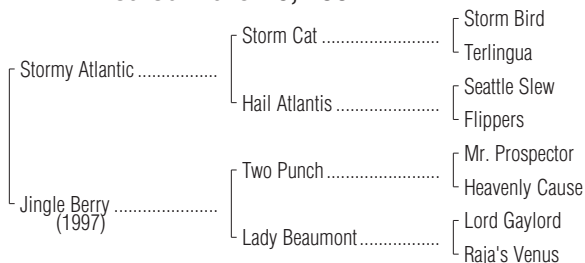 Storm Bird
Storm Cat ........................
Terlingua
Stormy Atlantic ................
Seattle Slew
Hail Atlantis .....................
Flippers
Mr. Prospector
Two Punch .......................
Heavenly Cause
Jingle Berry .....................
(1997)
Lord Gaylord
Lady Beaumont ................
Raja's Venus